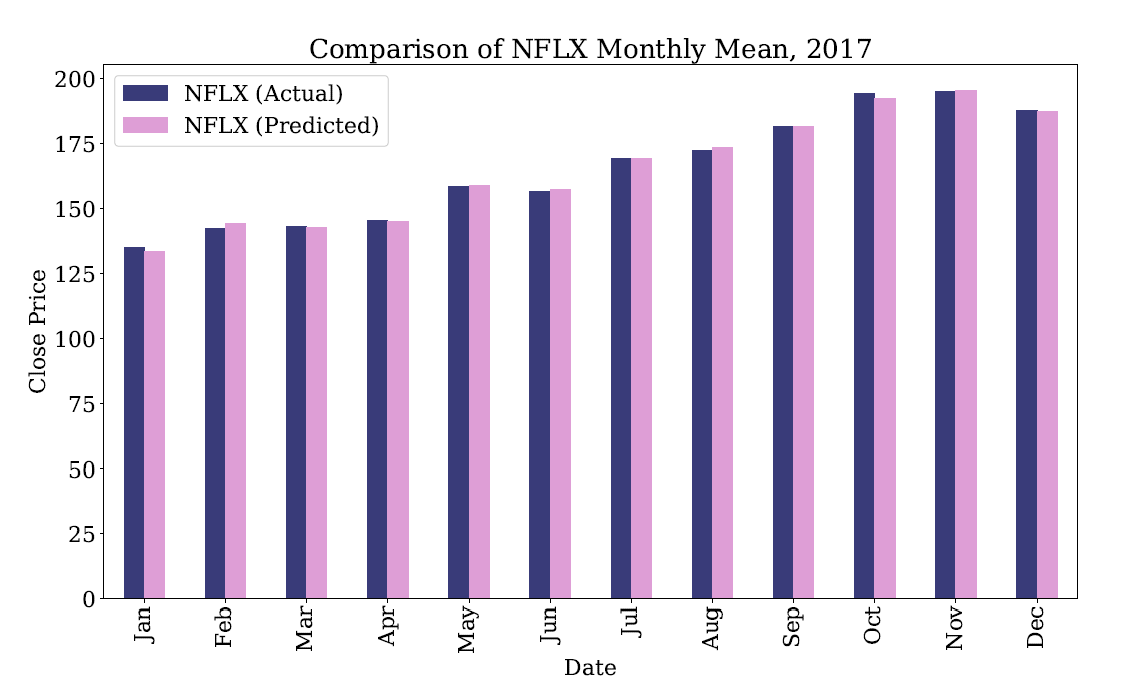 Comparison of NFLX Monthly Mean, 2017
NFLX (Actual)
NFLX (Predicted)
200
175
150
125
100
75
50
25
0
Close Price
Jan
Feb
Mar
Apr
May
Jun
Jul
Aug
Sep
Oct
Nov
Dec
Date